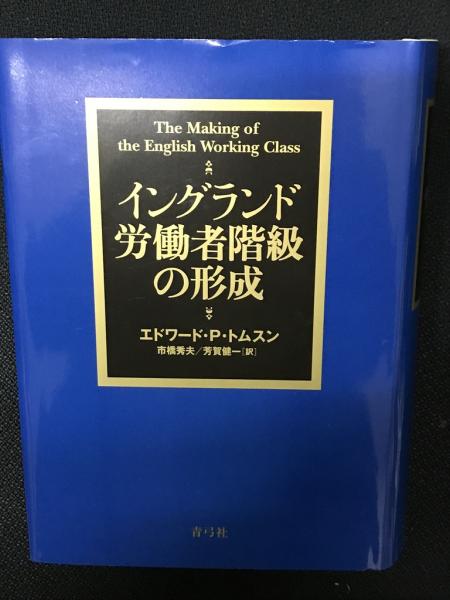 The Making of
the English Working Class
イングランド
労働者階級
の形成
エドワード・P・トムスン
市橋秀夫/芳賀健一[訳]
青弓社